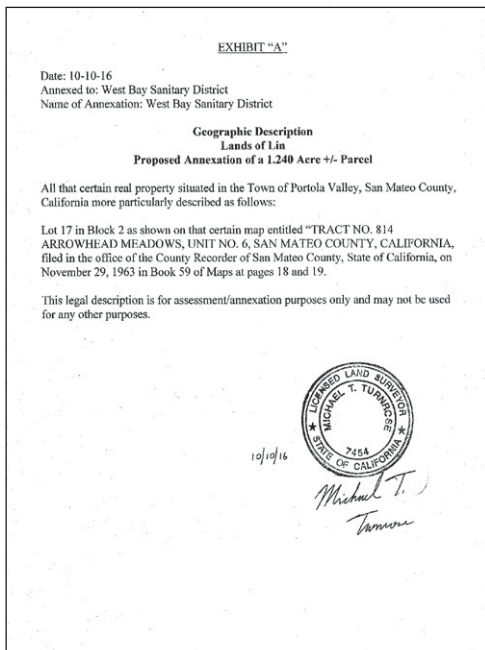 EXHIBIT "A"
Date: 10-10-16
Annexed to: West Bay Sanitary District
Name of Annexation: West Bay Sanitary District
Geographic Description
Lands of Lin
Proposed Annexation of a 1.240 Acre +/- Parcel
All that certain real property situated in the Town of Portola Valley, San Mateo County,
California more particularly described as follows:
Lot 17 in Block 2 as shown on that certain map entitled "TRACT NO. 814
ARROWHEAD MEADOWS, UNIT NO. 6, SAN MATEO COUNTY, CALIFORNIA,
filed in the office of the County Recorder of San Mateo County, State of California, on
November 29, 1963 in Book 59 of Maps at pages 18 and 19.
This legal description is for assessment/annexation purposes only and may not be used
for any other purposes.
LICENSED LAND SURVEYOR
MICHAEL T. TURNROSE
7454
STATE OF CALIFORNIA
10/10/16
Michael T.
Turnrose